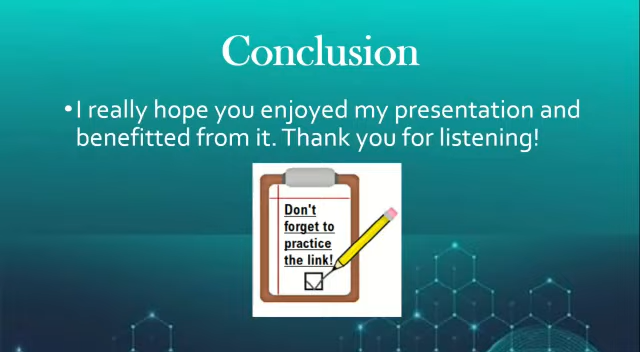 Conclusion
•I really hope you enjoyed my presentation and
benefitted from it. Thank you for listening!
Don't
forget to
practice
the link!